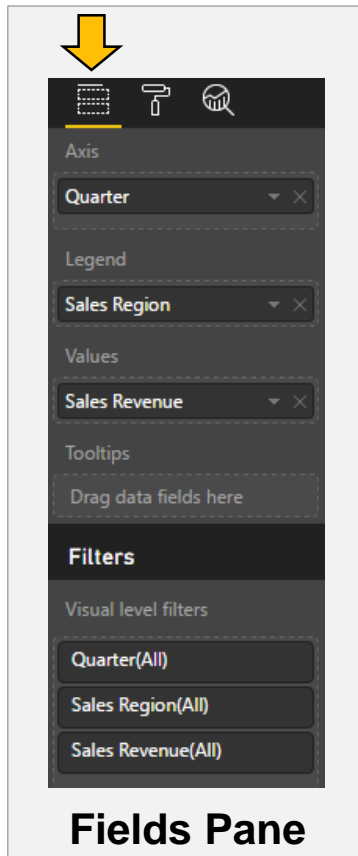 Axis
Quarter
Legend
Sales Region
Values
Sales Revenue
Tooltips
Drag data fields here
Filters
Visual level filters
Quarter(All)
Sales Region(All)
Sales Revenue(All)
Fields Pane